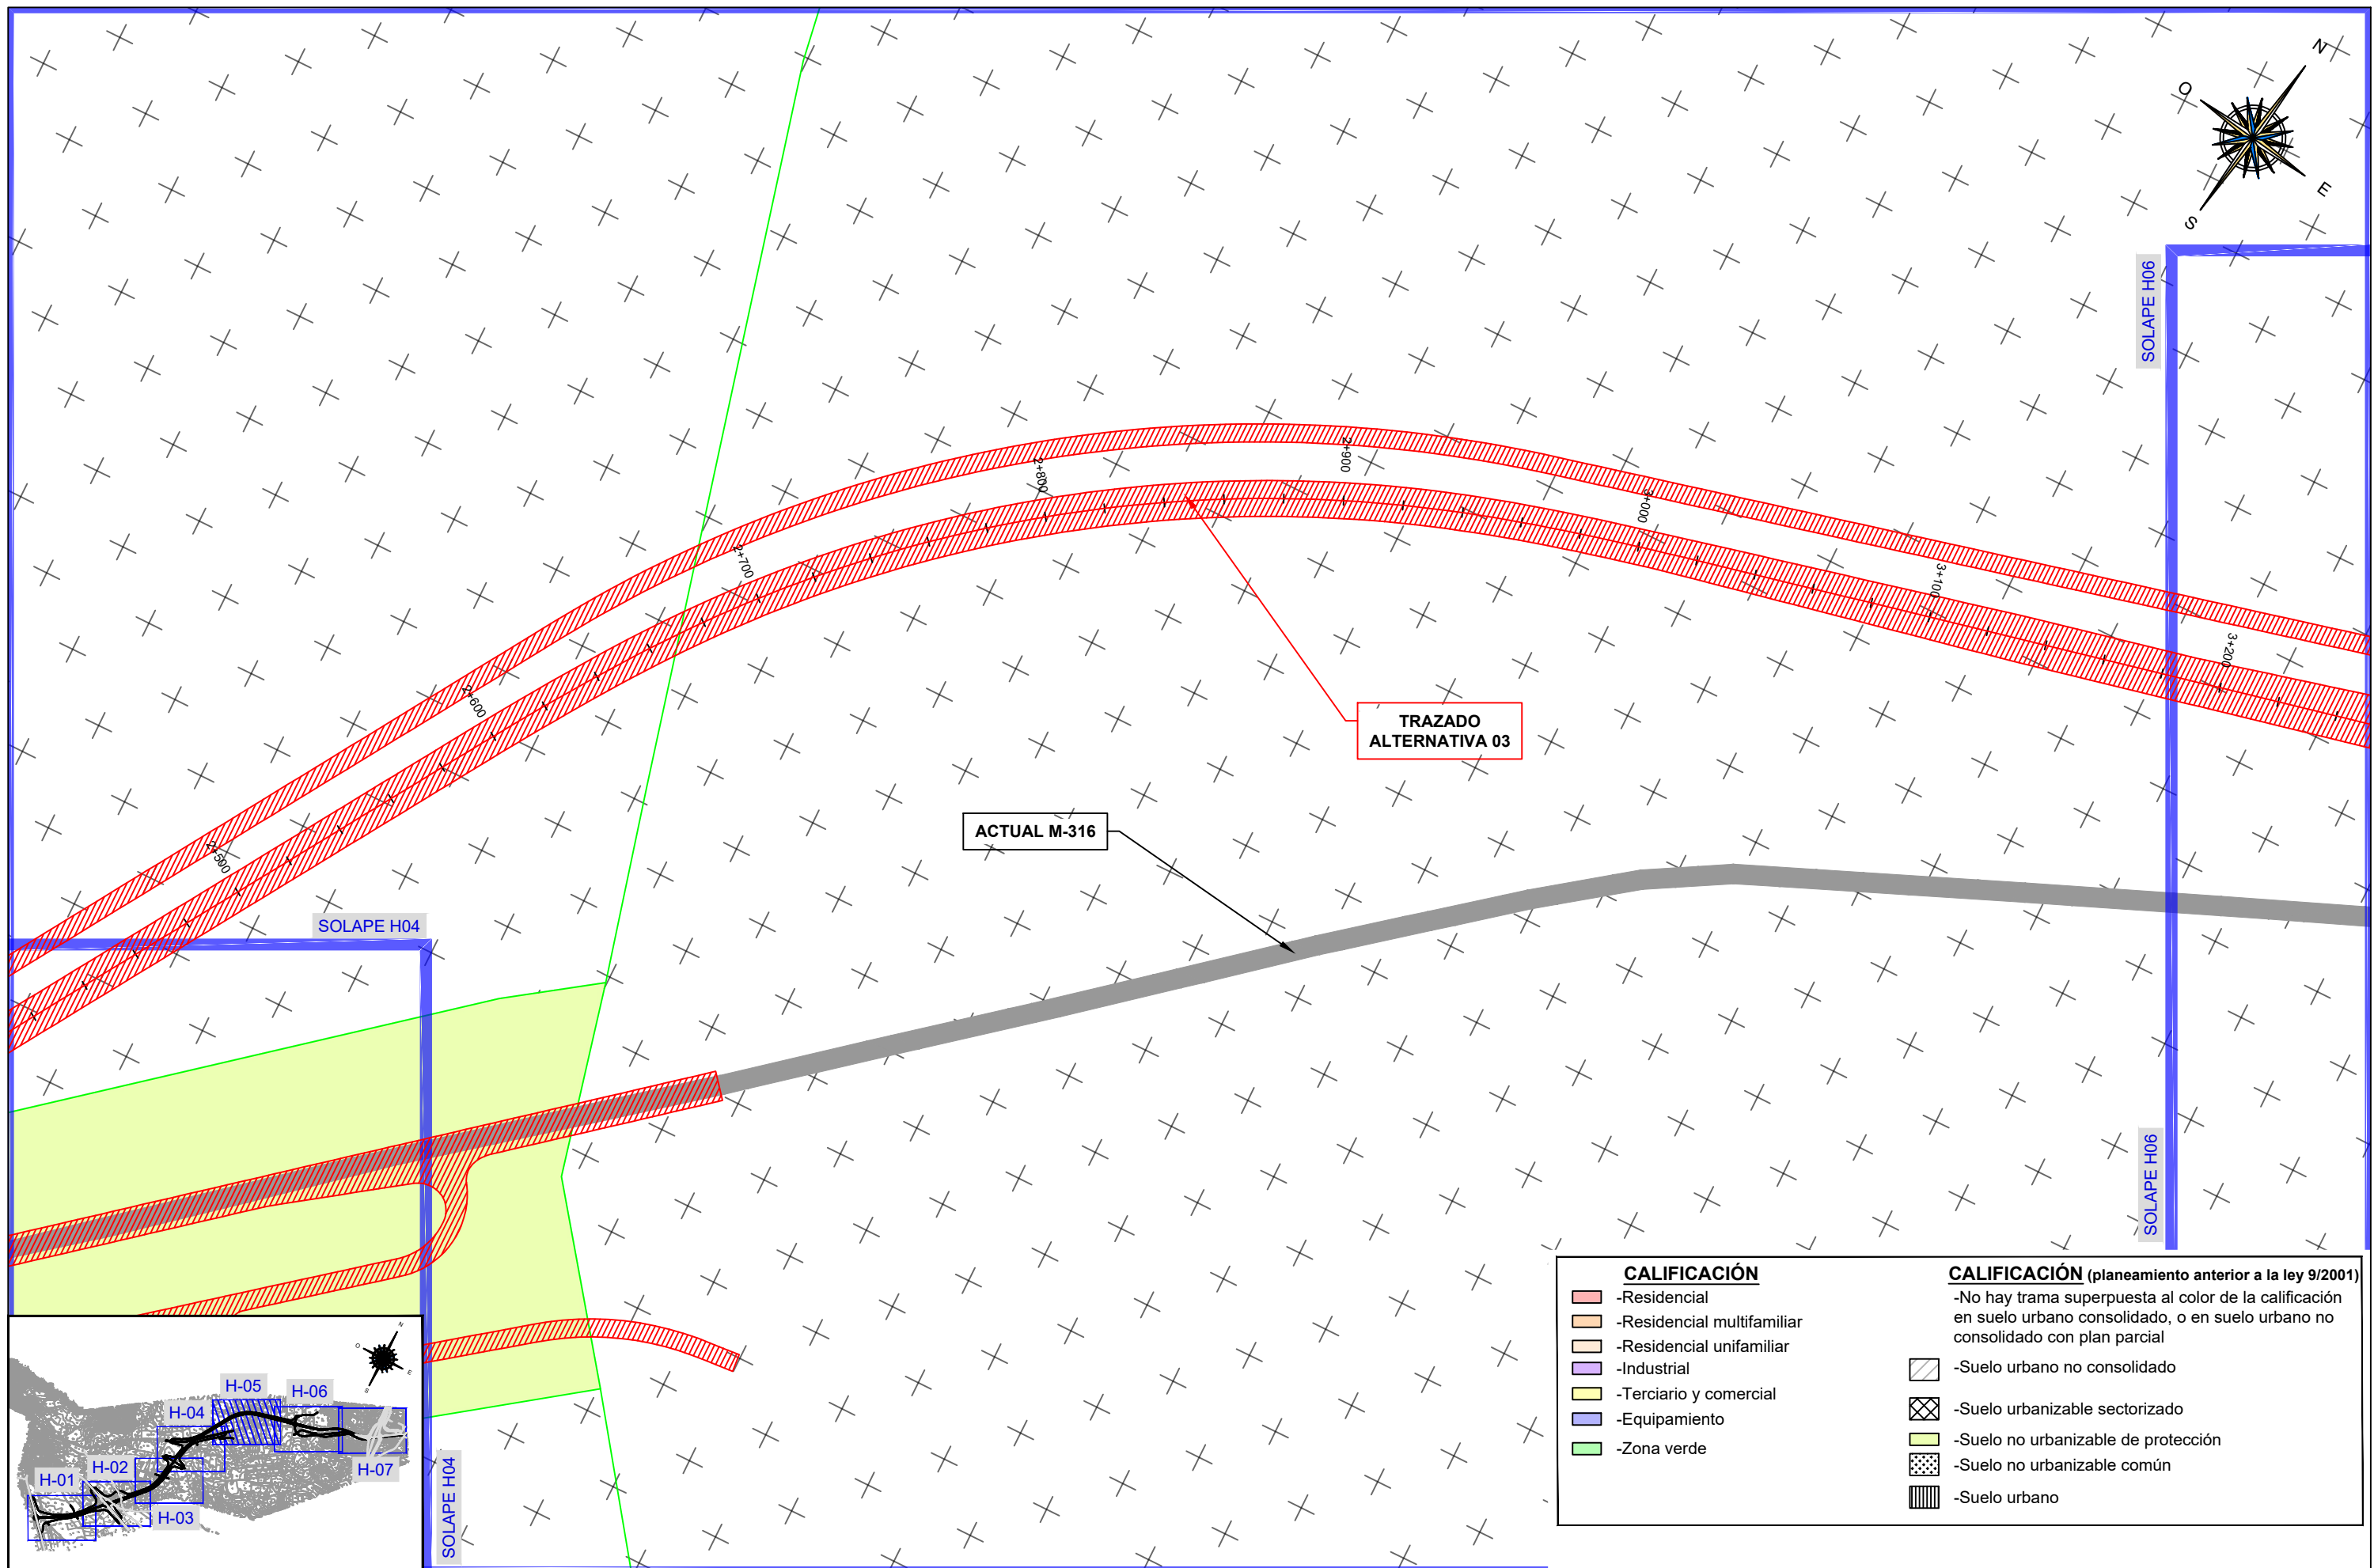 N
O
E
S
SOLAPE H06
2+900
2+800
3+000
2+700
3+100
3+200
2+600
TRAZADO
ALTERNATIVA 03
ACTUAL M-316
2+500
SOLAPE H04
SOLAPE H06
SOLAPE H04
N
O
E
S
H-05
H-06
H-04
H-02
H-01
H-07
H-03
CALIFICACIÓN
-Residencial
-Residencial multifamiliar
-Residencial unifamiliar
-Industrial
-Terciario y comercial
-Equipamiento
-Zona verde
CALIFICACIÓN (planeamiento anterior a la ley 9/2001)
-No hay trama superpuesta al color de la calificación
en suelo urbano consolidado, o en suelo urbano no
consolidado con plan parcial
-Suelo urbano no consolidado
-Suelo urbanizable sectorizado
-Suelo no urbanizable de protección
-Suelo no urbanizable común
-Suelo urbano